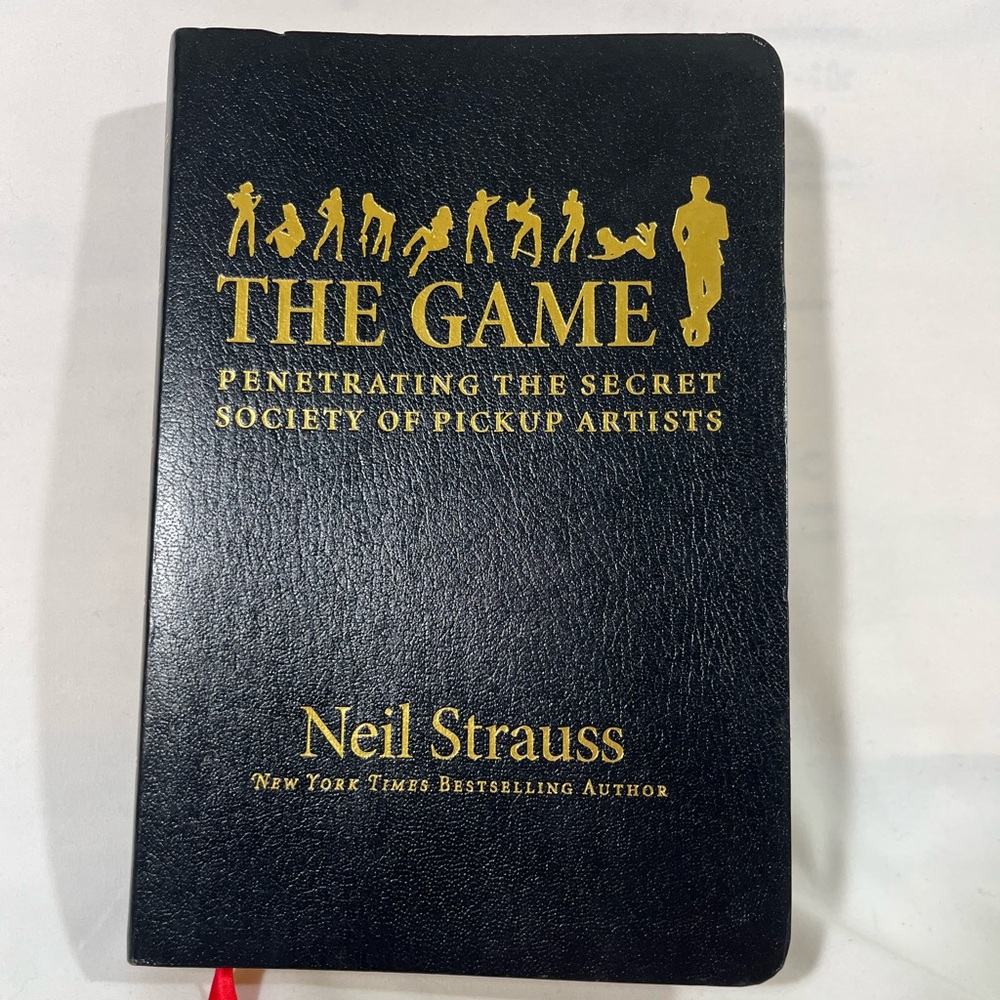 THE GAME
PENETRATING THE SECRET
SOCIETY OF PICKUP ARTISTS
Neil Strauss
NEW YORK TIMES BESTSELLING AUTHOR